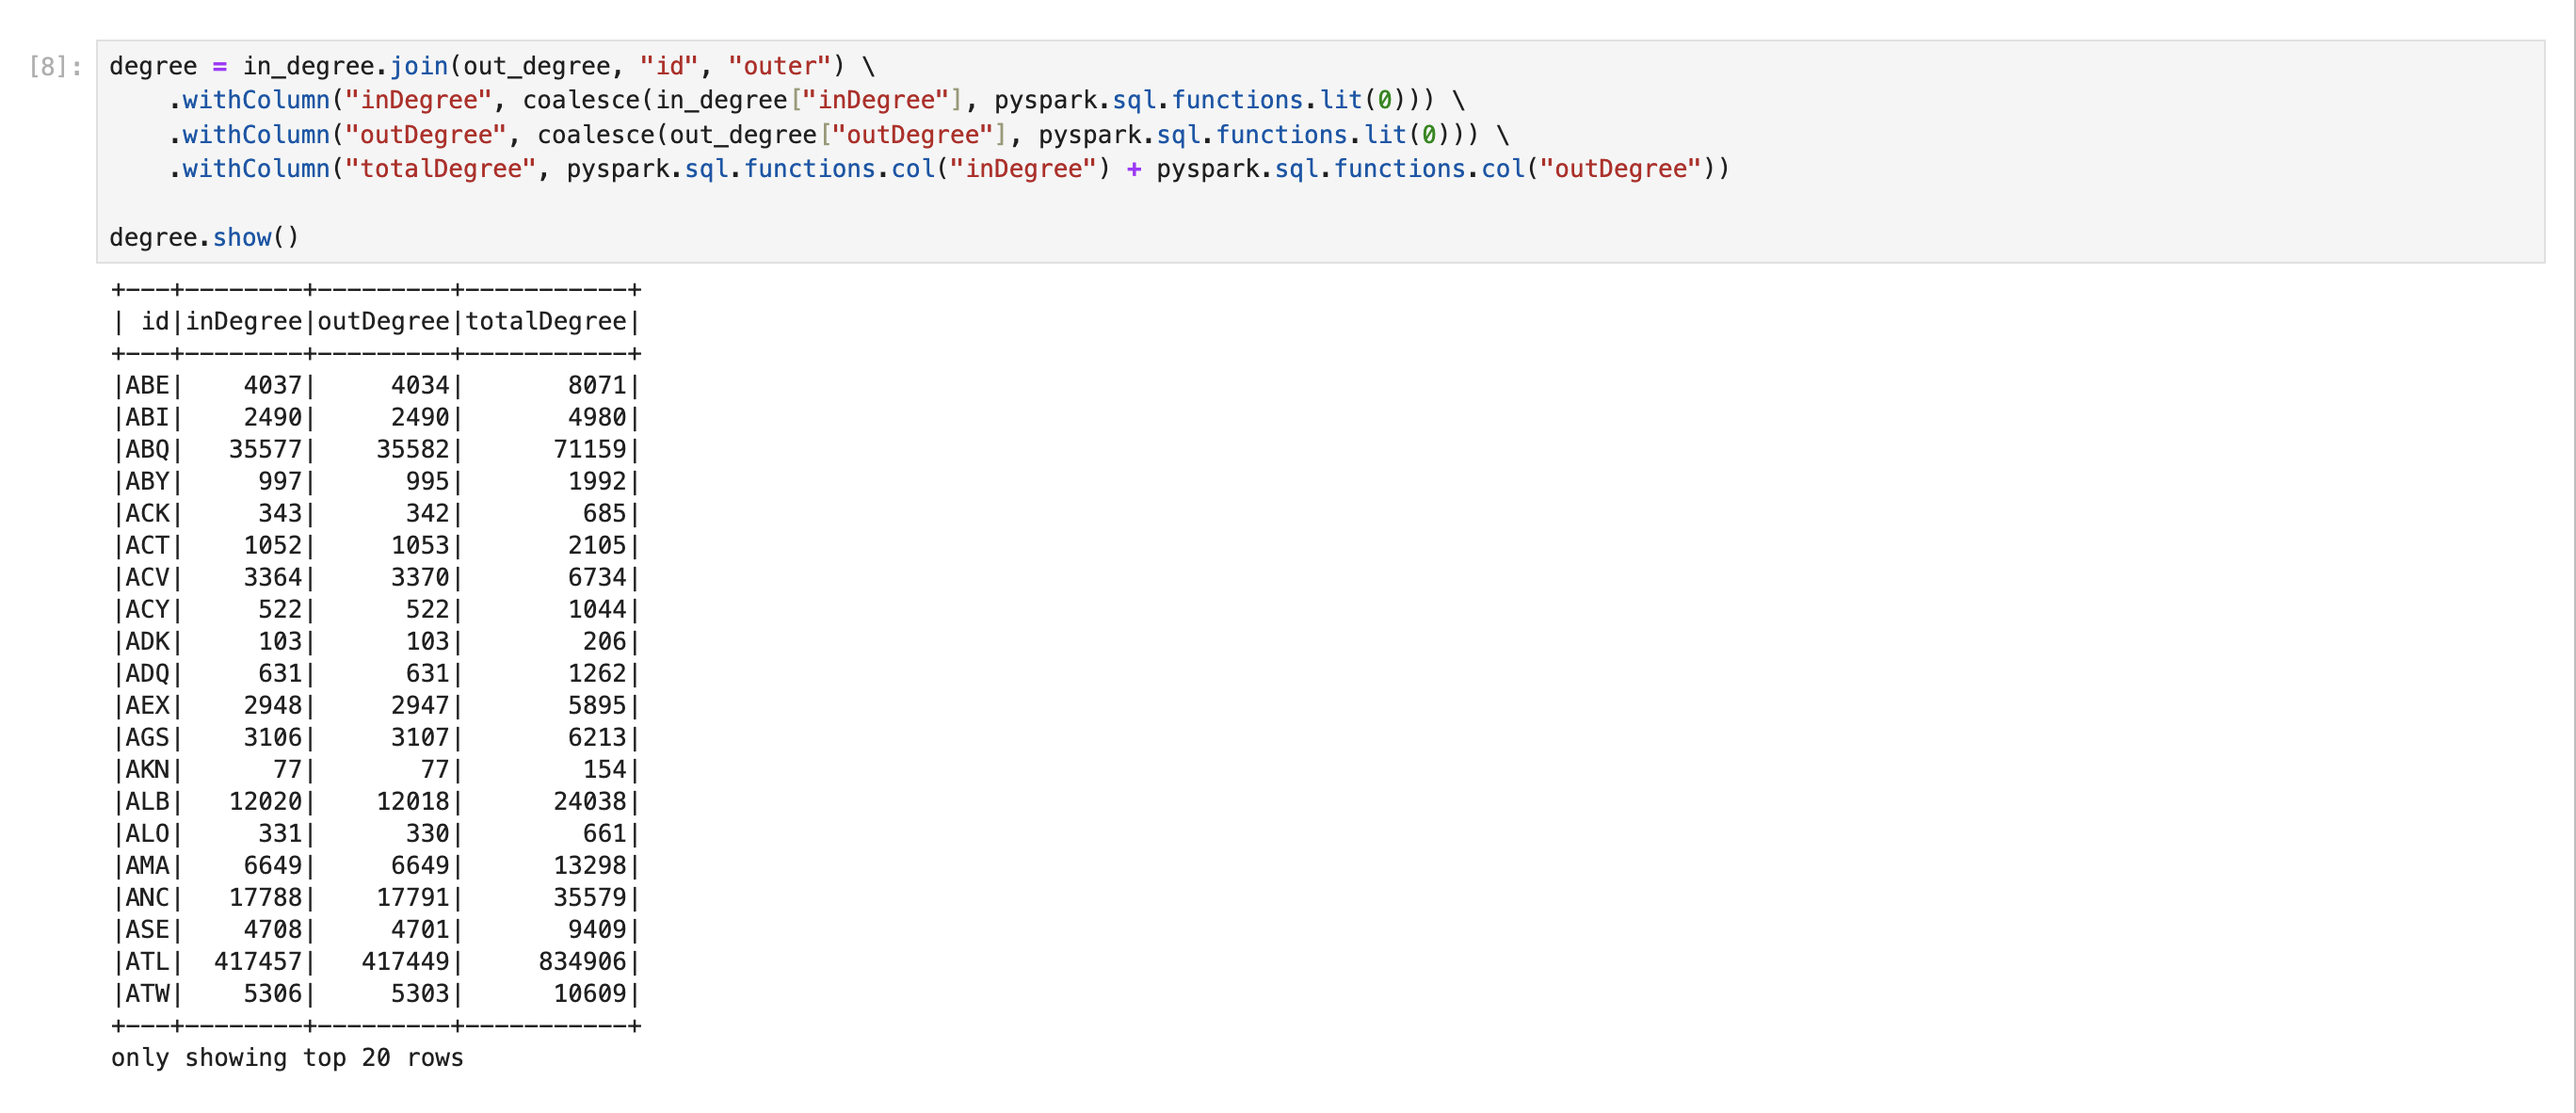 [8]: degree = in_degree.join(out_degree, "id", "outer") \
    .withColumn("inDegree", coalesce(in_degree["inDegree"], pyspark.sql.functions.lit(0))) \
    .withColumn("outDegree", coalesce(out_degree["outDegree"], pyspark.sql.functions.lit(0))) \
    .withColumn("totalDegree", pyspark.sql.functions.col("inDegree") + pyspark.sql.functions.col("outDegree"))
degree.show()
+---+--------+---------+-----------+
| id|inDegree|outDegree|totalDegree|
+---+--------+---------+-----------+
|ABE|    4037|     4034|       8071|
|ABI|    2490|     2490|       4980|
|ABQ|   35577|    35582|      71159|
|ABY|     997|      995|       1992|
|ACK|     343|      342|        685|
|ACT|    1052|     1053|       2105|
|ACV|    3364|     3370|       6734|
|ACY|     522|      522|       1044|
|ADK|     103|      103|        206|
|ADQ|     631|      631|       1262|
|AEX|    2948|     2947|       5895|
|AGS|    3106|     3107|       6213|
|AKN|      77|       77|        154|
|ALB|   12020|    12018|      24038|
|ALO|     331|      330|        661|
|AMA|    6649|     6649|      13298|
|ANC|   17788|    17791|      35579|
|ASE|    4708|     4701|       9409|
|ATL|  417457|   417449|     834906|
|ATW|    5306|     5303|      10609|
+---+--------+---------+-----------+
only showing top 20 rows